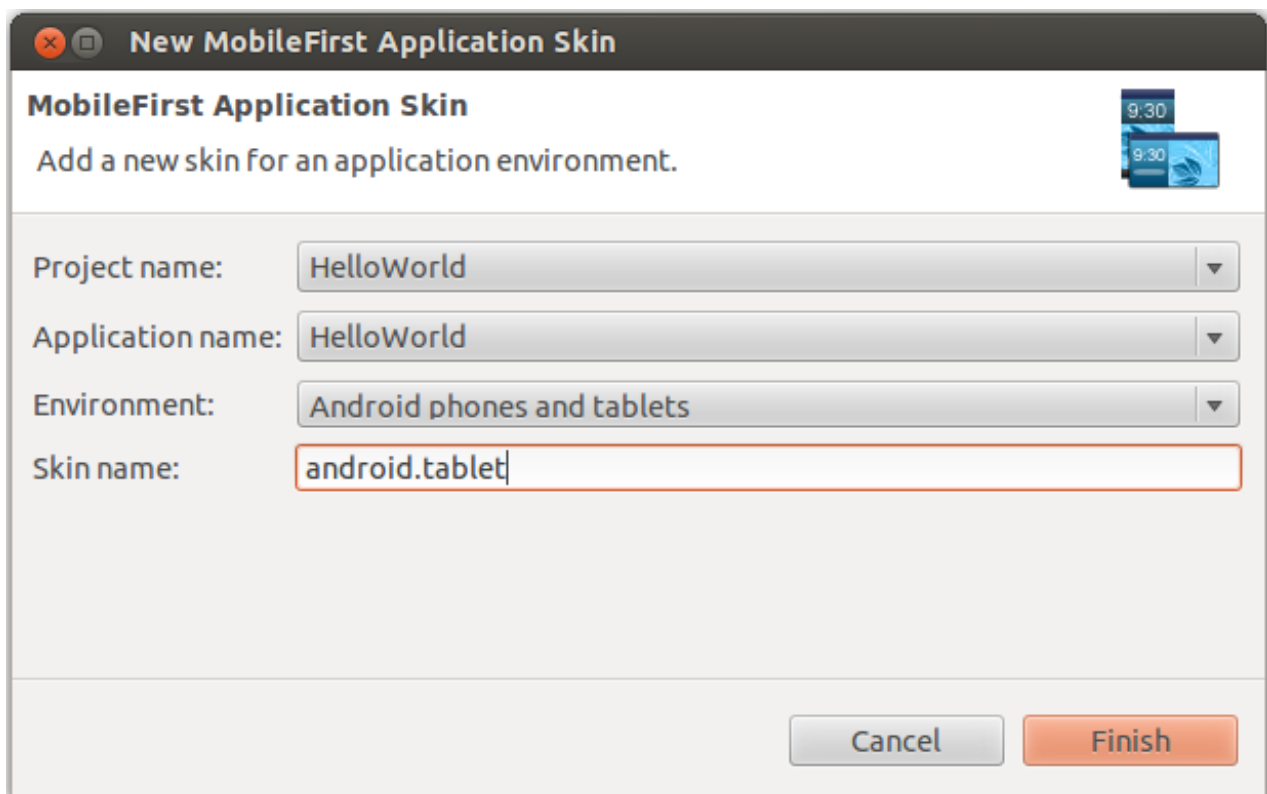 New MobileFirst Application Skin
MobileFirst Application Skin
Add a new skin for an application environment.
9:30
9:30
Project name: HelloWorld
Application name: HelloWorld
Environment: Android phones and tablets
Skin name: android.tablet
Cancel Finish